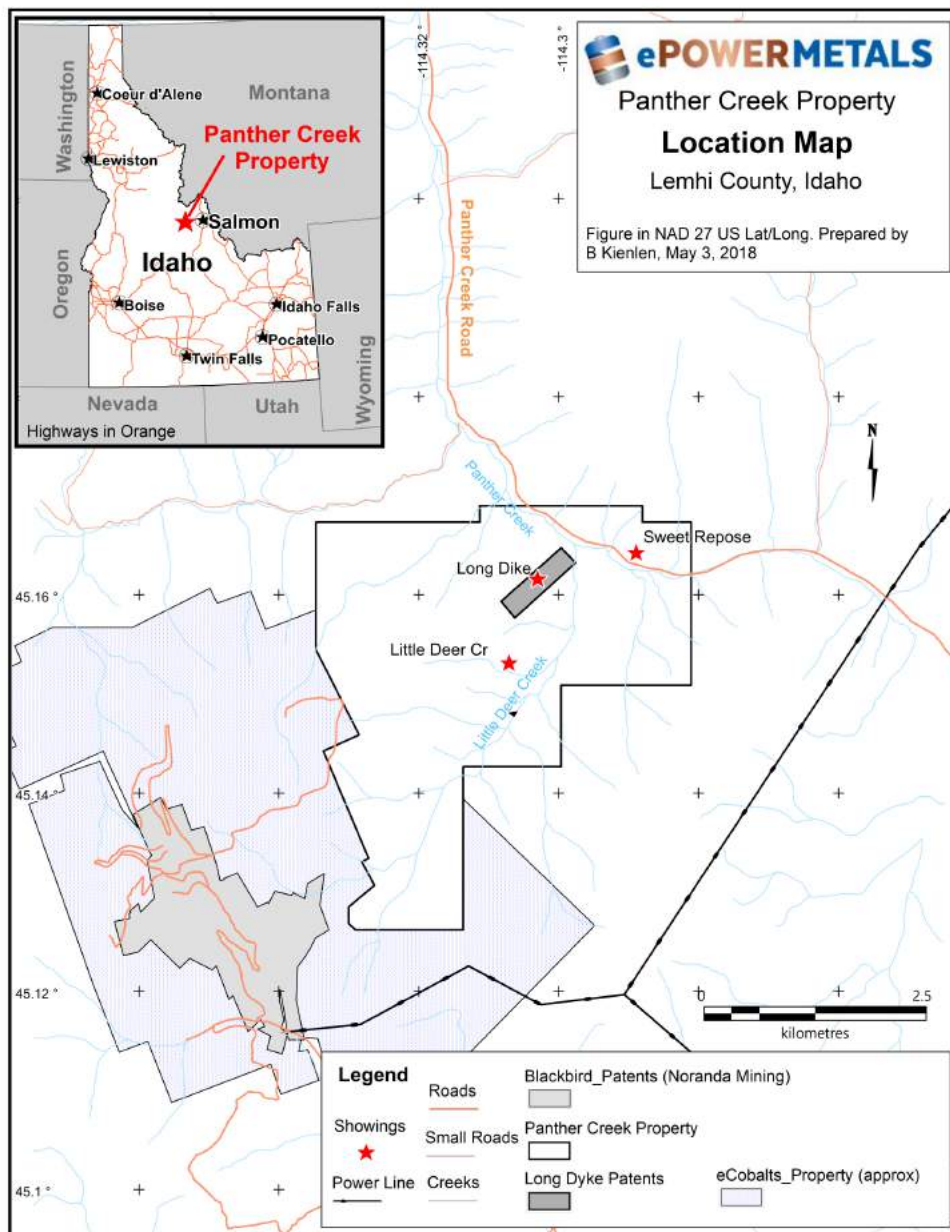 ePOWERMETALS
Panther Creek Property
Location Map
Lemhi County, Idaho
Figure in NAD 27 US Lat/Long. Prepared by
B Kienlen, May 3, 2018
Washington
Coeur d'Alene
Montana
Panther Creek
Property
Lewiston
Salmon
Oregon
Idaho
Boise
Idaho Falls
Pocatello
Twin Falls
Wyoming
Nevada
Utah
Highways in Orange
-114.32
-114.3
Panther Creek Road
N
Panther Creek
Sweet Repose
Long Dike
45.16 °
Little Deer Cr
Little Deer Creek
45.14 °
45.12 °
0
2.5
kilometres
45.1 °
Legend
Roads
Blackbird_Patents (Noranda Mining)
Showings
Small Roads
Panther Creek Property
Power Line
Creeks
Long Dyke Patents
eCobalts_Property (approx)